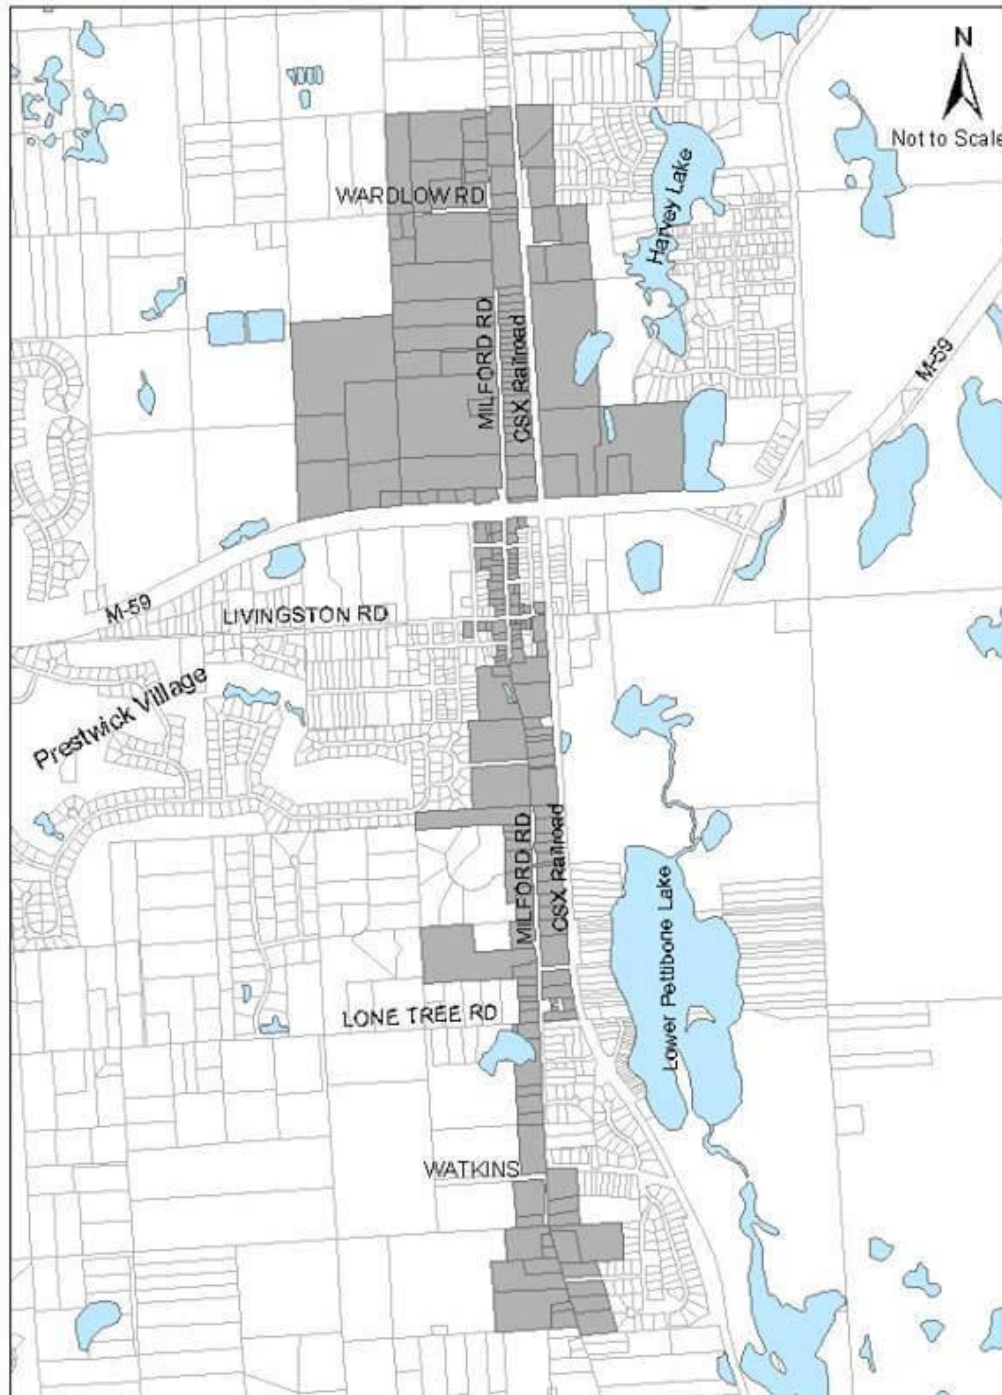 N
Not to Scale
WARDLOW RD
Harvey Lake
MILFORD RD
CSX Railroad
M-59
M-59
LIVINGSTON RD
Prestwick Village
MILFORD RD
CSX Railroad
Lower Pettibone Lake
LONE TREE RD
WATKINS